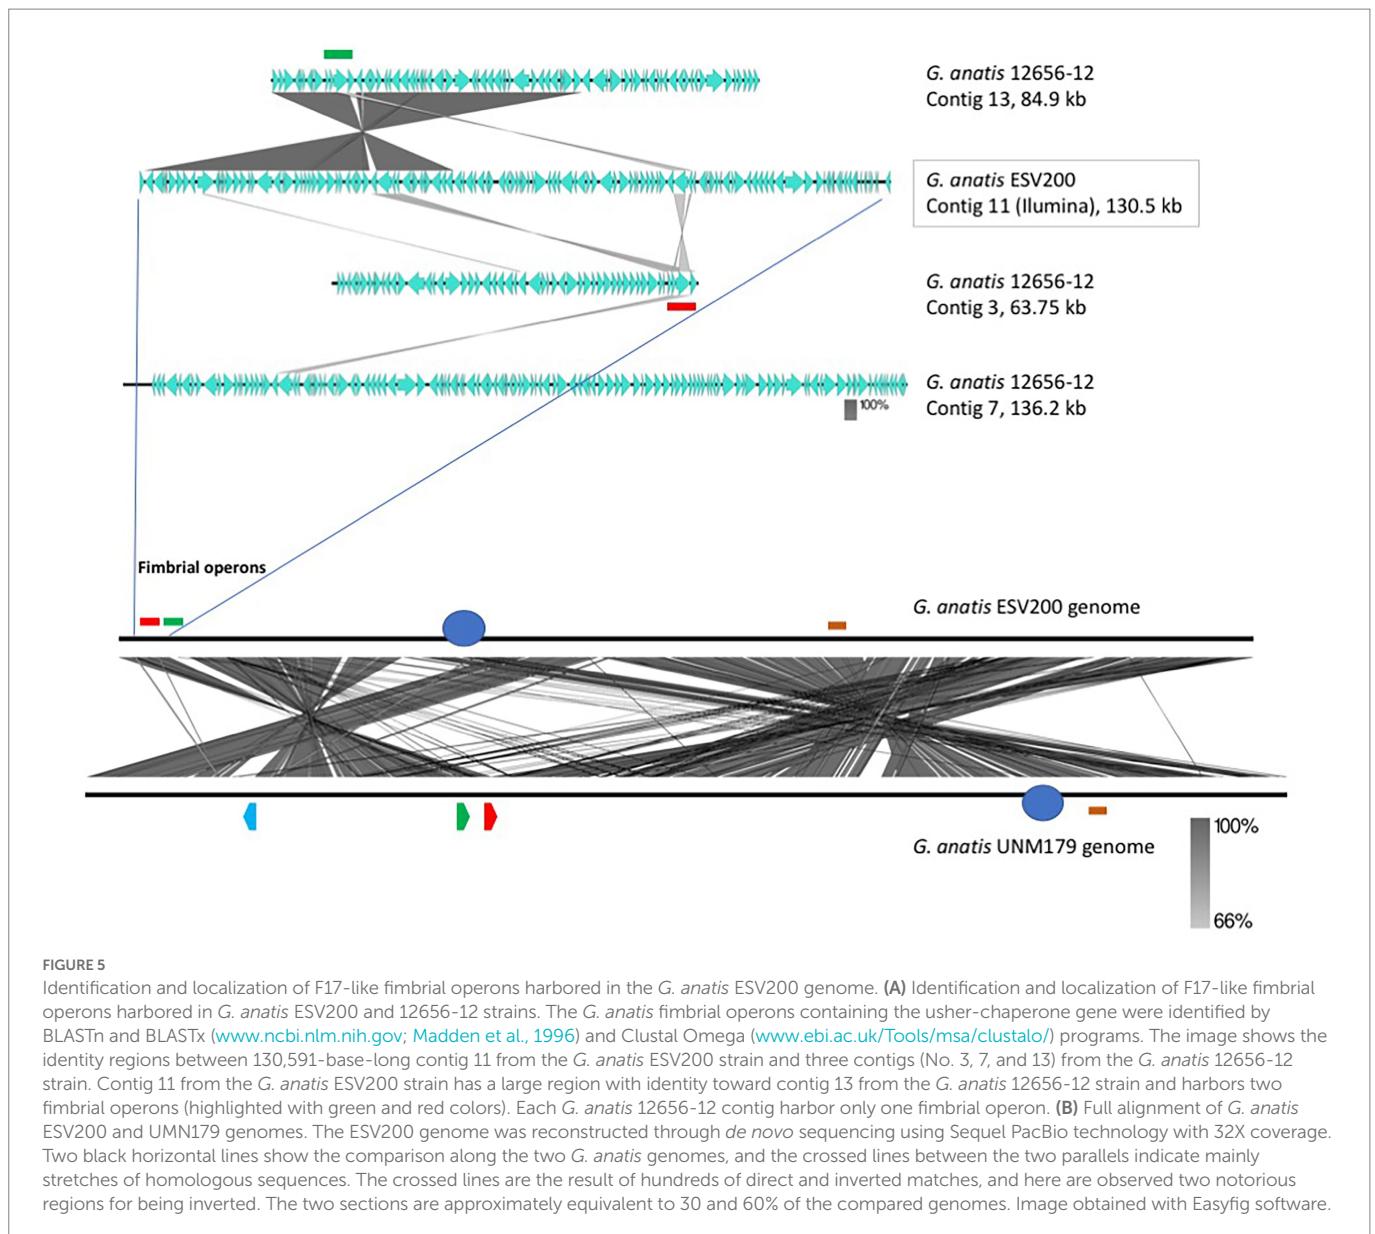 G. anatis 12656-12
Contig 13, 84.9 kb
G. anatis ESV200
Contig 11 (Ilumina), 130.5 kb
G. anatis 12656-12
Contig 3, 63.75 kb
G. anatis 12656-12
Contig 7, 136.2 kb
100%
Fimbrial operons
G. anatis ESV200 genome
G. anatis UNM179 genome
100%
66%
FIGURE 5
Identification and localization of F17-like fimbrial operons harbored in the G. anatis ESV200 genome. (A) Identification and localization of F17-like fimbrial
operons harbored in G. anatis ESV200 and 12656-12 strains. The G. anatis fimbrial operons containing the usher-chaperone gene were identified by
BLASTn and BLASTx (www.ncbi.nlm.nih.gov; Madden et al., 1996) and Clustal Omega (www.ebi.ac.uk/Tools/msa/clustalo/) programs. The image shows the
identity regions between 130,591-base-long contig 11 from the G. anatis ESV200 strain and three contigs (No. 3, 7, and 13) from the G. anatis 12656-12
strain. Contig 11 from the G. anatis ESV200 strain has a large region with identity toward contig 13 from the G. anatis 12656-12 strain and harbors two
fimbrial operons (highlighted with green and red colors). Each G. anatis 12656-12 contig harbor only one fimbrial operon. (B) Full alignment of G. anatis
ESV200 and UMN179 genomes. The ESV200 genome was reconstructed through de novo sequencing using Sequel PacBio technology with 32X coverage.
Two black horizontal lines show the comparison along the two G. anatis genomes, and the crossed lines between the two parallels indicate mainly
stretches of homologous sequences. The crossed lines are the result of hundreds of direct and inverted matches, and here are observed two notorious
regions for being inverted. The two sections are approximately equivalent to 30 and 60% of the compared genomes. Image obtained with Easyfig software.